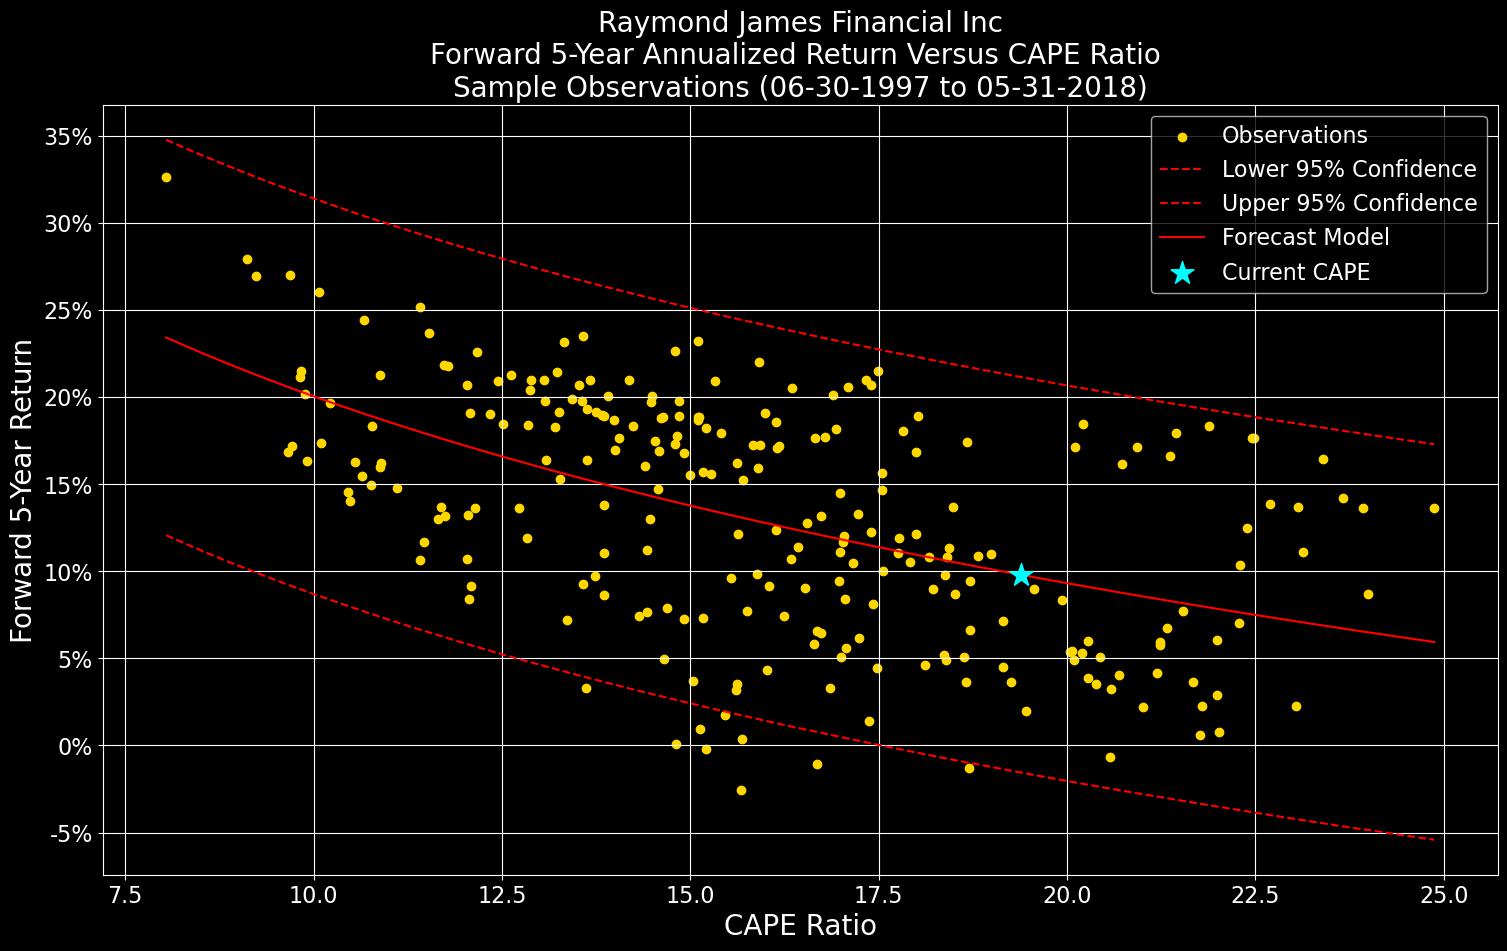 Raymond James Financial Inc
Forward 5-Year Annualized Return Versus CAPE Ratio
Sample Observations (06-30-1997 to 05-31-2018)
Observations
Lower 95% Confidence
Upper 95% Confidence
Forecast Model
Current CAPE
Forward 5-Year Return
35%
30%
25%
20%
15%
10%
5%
0%
-5%
7.5 10.0 12.5 15.0 17.5 20.0 22.5 25.0
CAPE Ratio